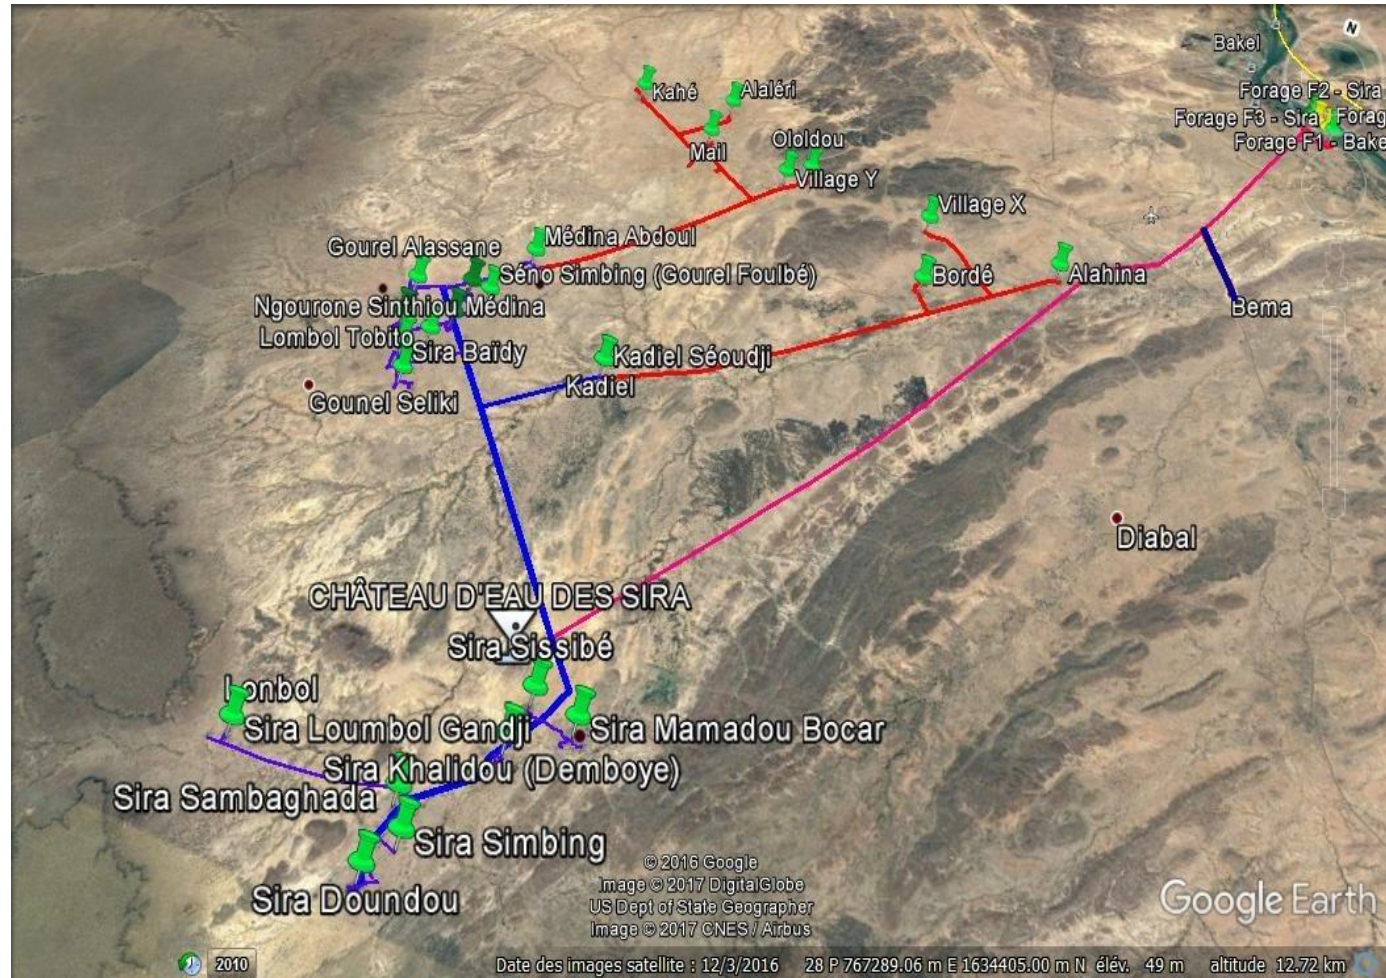 N
Bakel
Kahé
Alaléri
Forage F2 - Sira
Forage F3 - Sira
Forag
Forage F1 - Bake
Mail
Ololdou
Village Y
Village X
Médina Abdoul
Gourel Alassane
Séno Simbing (Gourel Foulbé)
Bordé
Alahina
Ngourone Sinthiou Médina
Bema
Lombol Tobito
Sira Baïdy
Kadiel Séoudji
Kadiel
Gounel Seliki
Diabal
CHÂTEAU D'EAU DES SIRA
Sira Sissibé
Lonbol
Sira Loumbol Gandji
Sira Mamadou Bocar
Sira Khalidou (Demboye)
Sira Sambaghada
Sira Simbing
Sira Doundou
© 2016 Google
Image © 2017 DigitalGlobe
US Dept of State Geographer
Image © 2017 CNES / Airbus
Google Earth
2010
Date des images satellite : 12/3/2016 28 P 767289.06 m E 1634405.00 m N élév. 49 m altitude 12.72 km